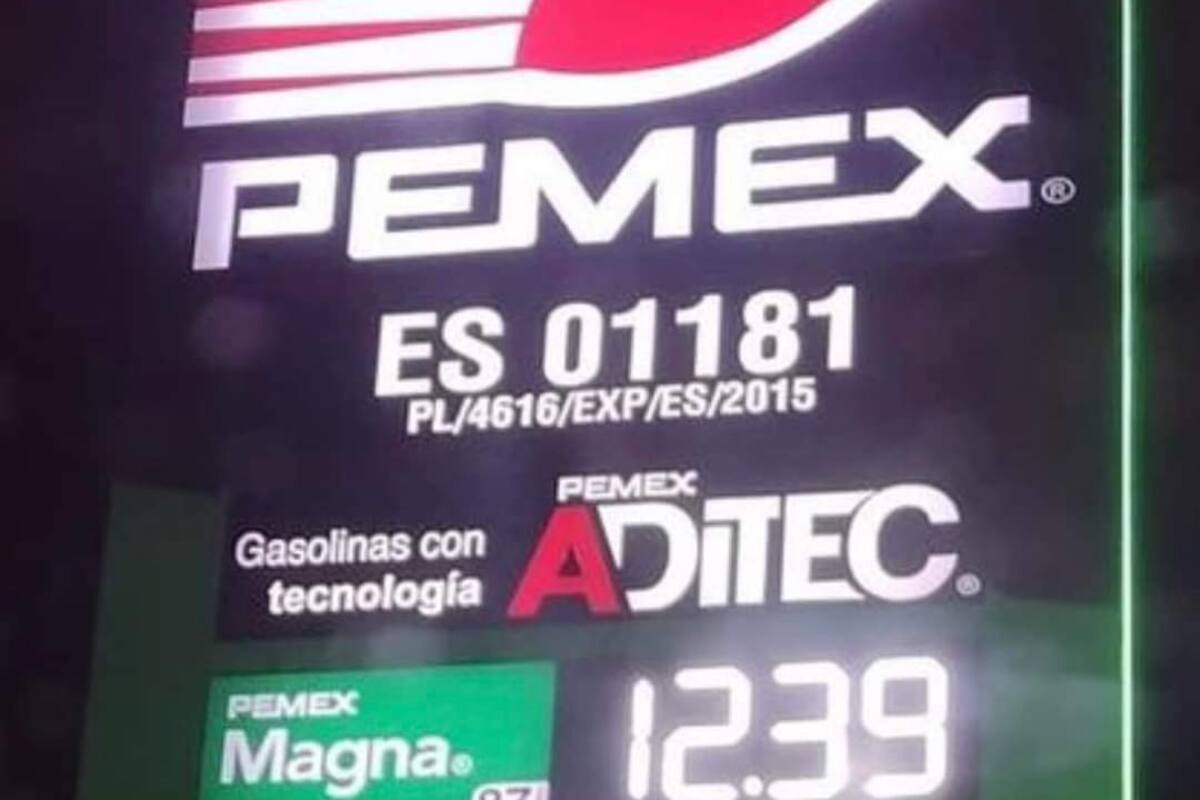 PEMEX®
ES 01181
PL/4616/EXP/ES/2015
Gasolinas con
tecnología
PEMEX
ADiTEC®
PEMEX
Magna®
12.39